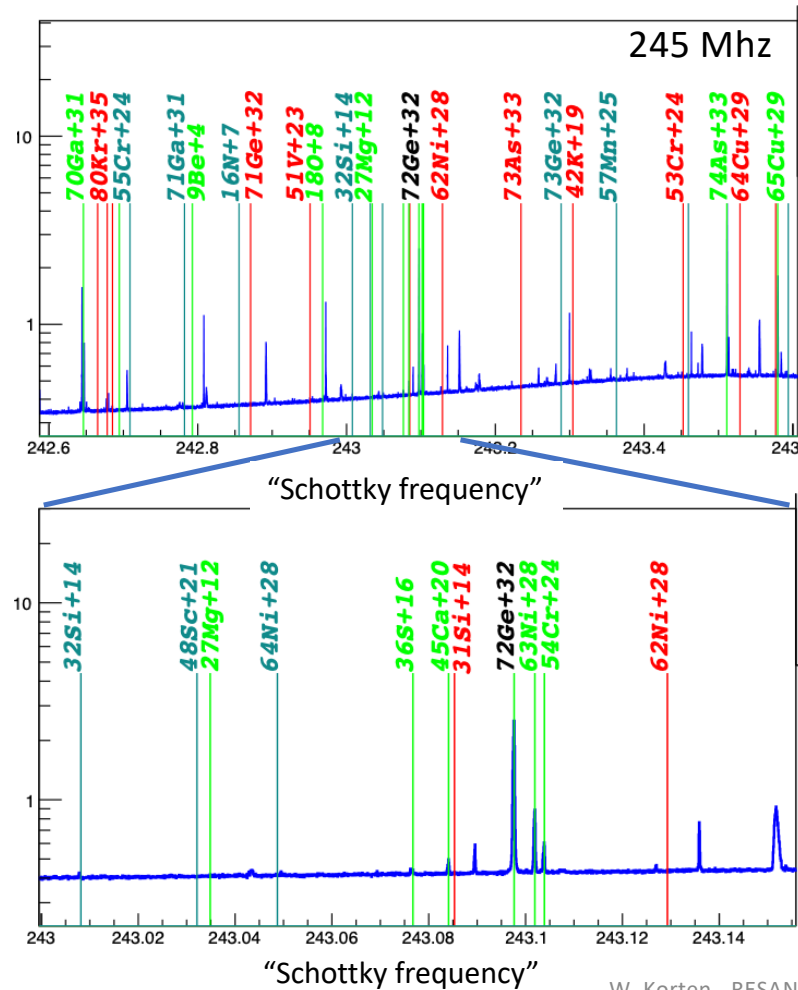 245 Mhz
70Ga+31
80Kr+35
55Cr+24
71Ga+31
9Be+4
16N+7
71Ge+32
51V+23
18O+8
32Si+14
27Mg+12
72Ge+32
62Ni+28
73As+33
73Ge+32
42K+19
57Mn+25
53Cr+24
74As+33
64Cu+29
65Cu+29
10
1
242.6 242.8 243 243.2 243.4 243
"Schottky frequency"
32Si+14
48Sc+21
27Mg+12
64Ni+28
36S+16
45Ca+20
31Si+14
72Ge+32
63Ni+28
54Cr+24
62Ni+28
10
1
243 243.02 243.04 243.06 243.08 243.1 243.12 243.14
"Schottky frequency"
W. Korten RESAN